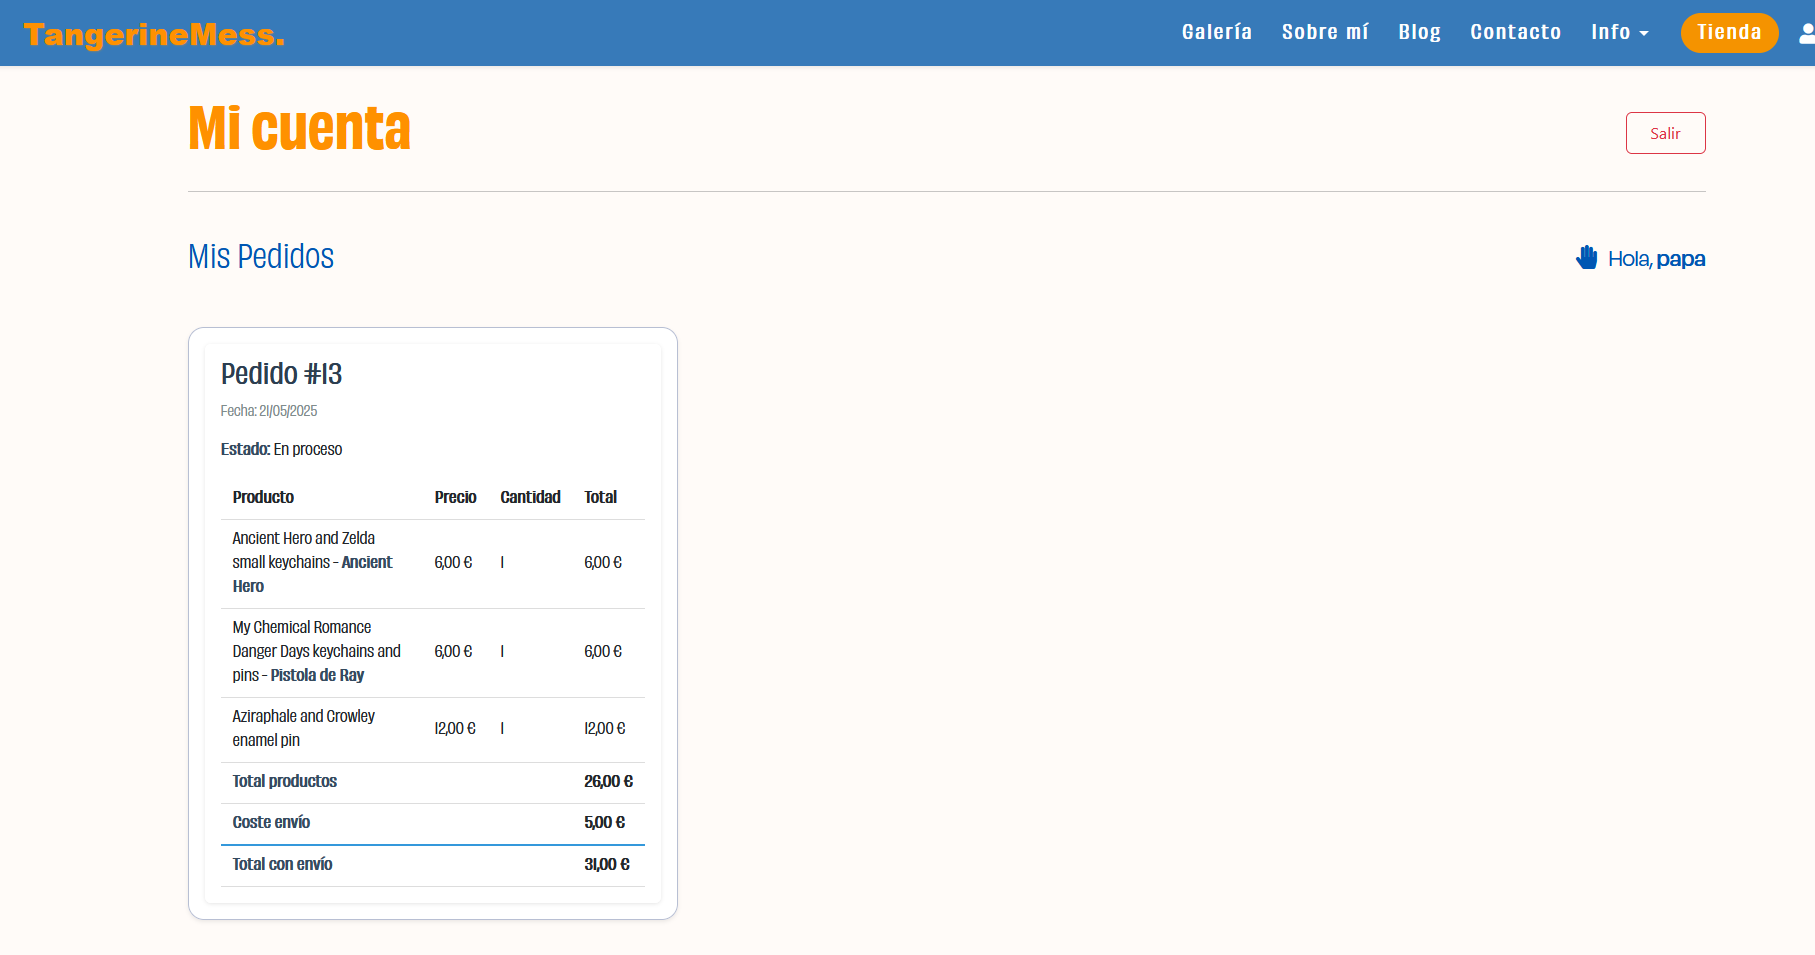 TangerineMess.
Galería Sobre mí Blog Contacto Info Tienda
Mi cuenta
Salir
Mis Pedidos
Hola, papa
Pedido #13
Fecha: 21/05/2025
Estado: En proceso
Producto Precio Cantidad Total
Ancient Hero and Zelda
small keychains - Ancient
Hero
6,00 € 1 6,00 €
My Chemical Romance
Danger Days keychains and
pins - Pistola de Ray
6,00 € 1 6,00 €
Aziraphale and Crowley
enamel pin
12,00 € 1 12,00 €
Total productos 26,00 €
Coste envío 5,00 €
Total con envío 31,00 €